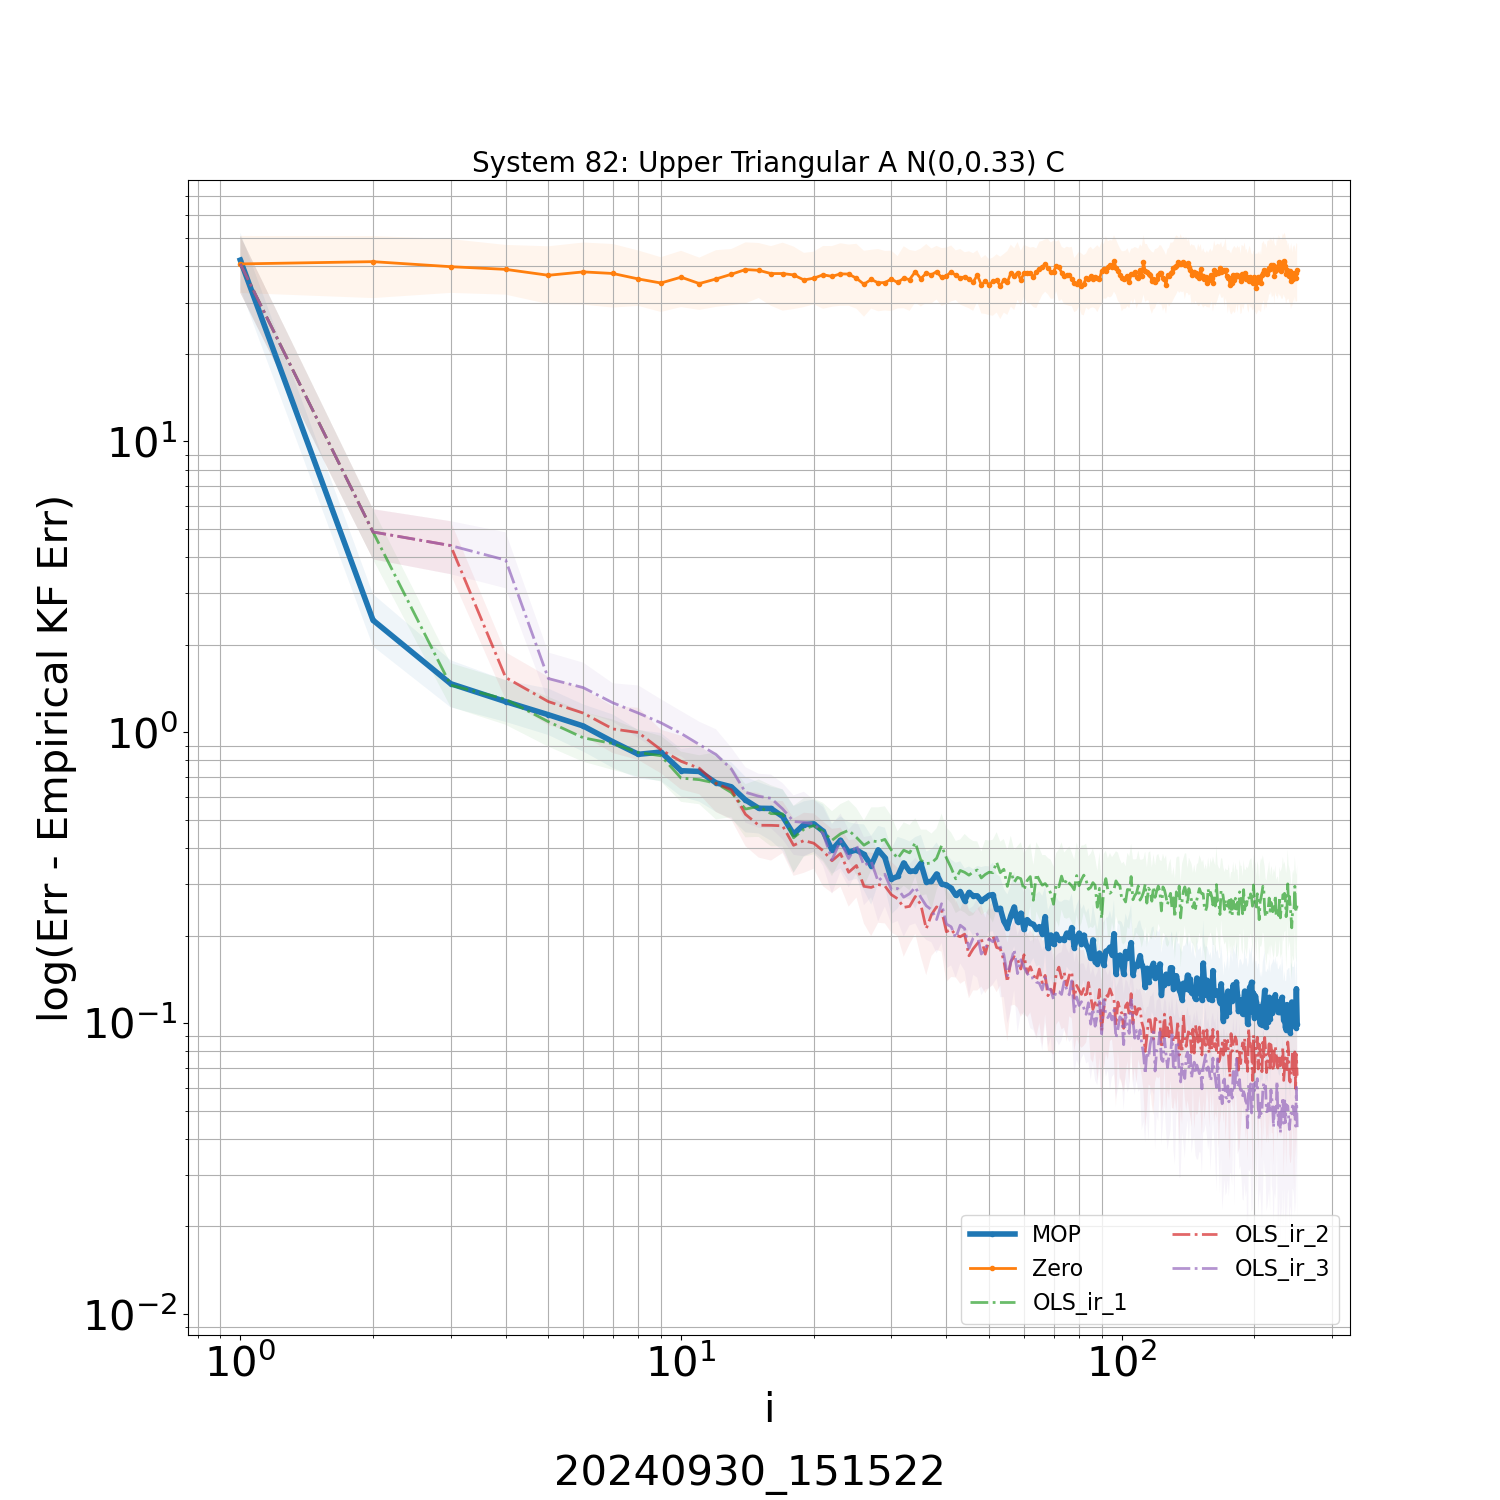 System 82: Upper Triangular A N(0,0.33) C
log(Err - Empirical KF Err)
10¹
10⁰
10⁻¹
10⁻²
MOP
Zero
OLS_ir_1
OLS_ir_2
OLS_ir_3
10⁰ 10¹ 10²
i
20240930_151522